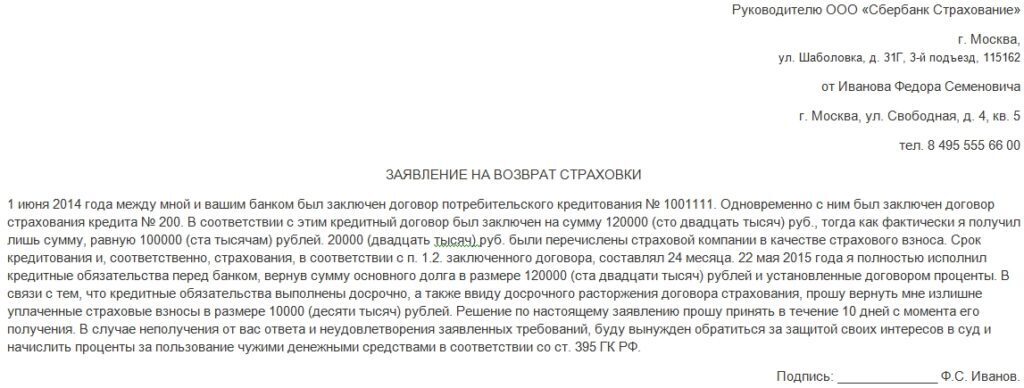 Руководителю ООО «Сбербанк Страхование»
г. Москва,
ул. Шаболовка, д. 31Г, 3-й подъезд, 115162
от Иванова Федора Семеновича
г. Москва, ул. Свободная, д. 4, кв. 5
тел. 8 495 555 66 00
ЗАЯВЛЕНИЕ НА ВОЗВРАТ СТРАХОВКИ
1 июня 2014 года между мной и вашим банком был заключен договор потребительского кредитования № 1001111. Одновременно с ним был заключен договор
страхования кредита № 200. В соответствии с этим кредитный договор был заключен на сумму 120000 (сто двадцать тысяч) руб., тогда как фактически я получил
лишь сумму, равную 100000 (ста тысячам) рублей. 20000 (двадцать тысяч) руб. были перечислены страховой компании в качестве страхового взноса. Срок
кредитования и, соответственно, страхования, в соответствии с п. 1.2. заключенного договора, составлял 24 месяца. 22 мая 2015 года я полностью исполнил
кредитные обязательства перед банком, вернув сумму основного долга в размере 120000 (ста двадцати тысяч) рублей и установленные договором проценты. В
связи с тем, что кредитные обязательства выполнены досрочно, а также ввиду досрочного расторжения договора страхования, прошу вернуть мне излишне
уплаченные страховые взносы в размере 10000 (десяти тысяч) рублей. Решение по настоящему заявлению прошу принять в течение 10 дней с момента его
получения. В случае неполучения от вас ответа и неудовлетворения заявленных требований, буду вынужден обратиться за защитой своих интересов в суд и
начислить проценты за пользование чужими денежными средствами в соответствии со ст. 395 ГК РФ.
Подпись: _______________ Ф.С. Иванов.